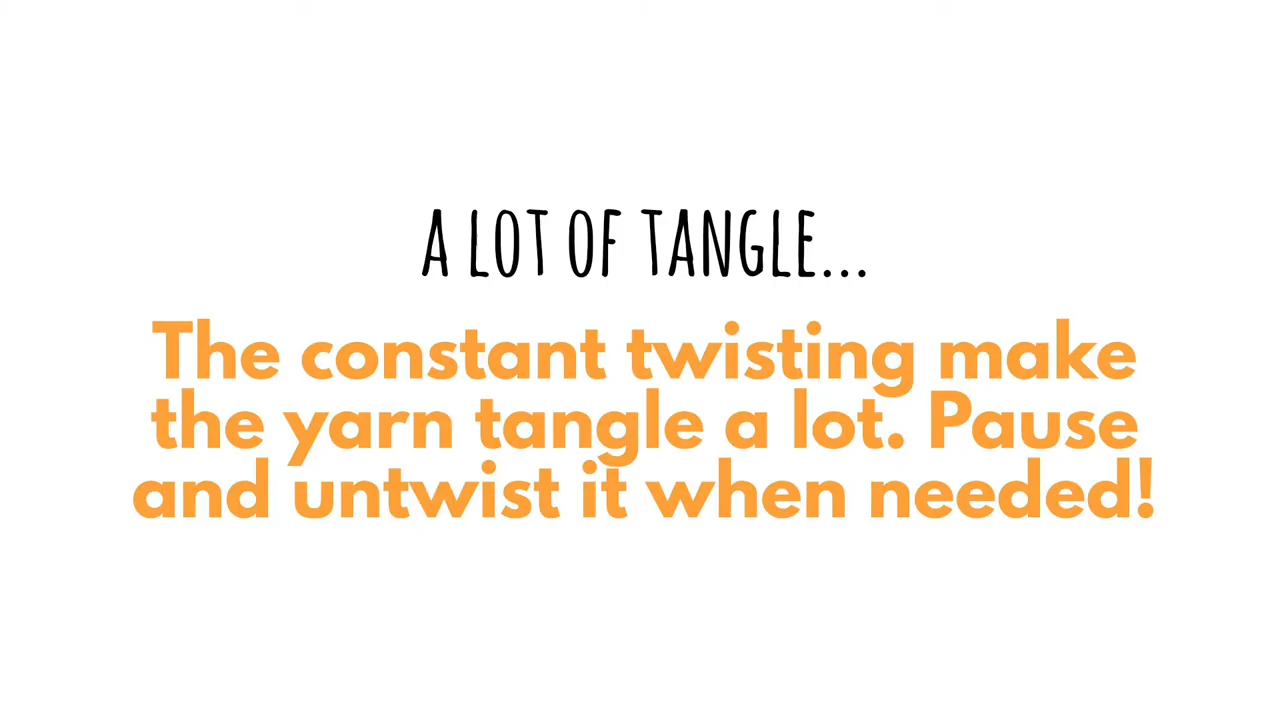 A LOT OF TANGLE...
The constant twisting make
the yarn tangle a lot. Pause
and untwist it when needed!